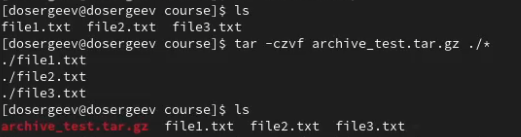 [dosergeev@dosergeev course]$ ls
file1.txt  file2.txt  file3.txt
[dosergeev@dosergeev course]$ tar -czvf archive_test.tar.gz ./*
./file1.txt
./file2.txt
./file3.txt
[dosergeev@dosergeev course]$ ls
archive_test.tar.gz  file1.txt  file2.txt  file3.txt